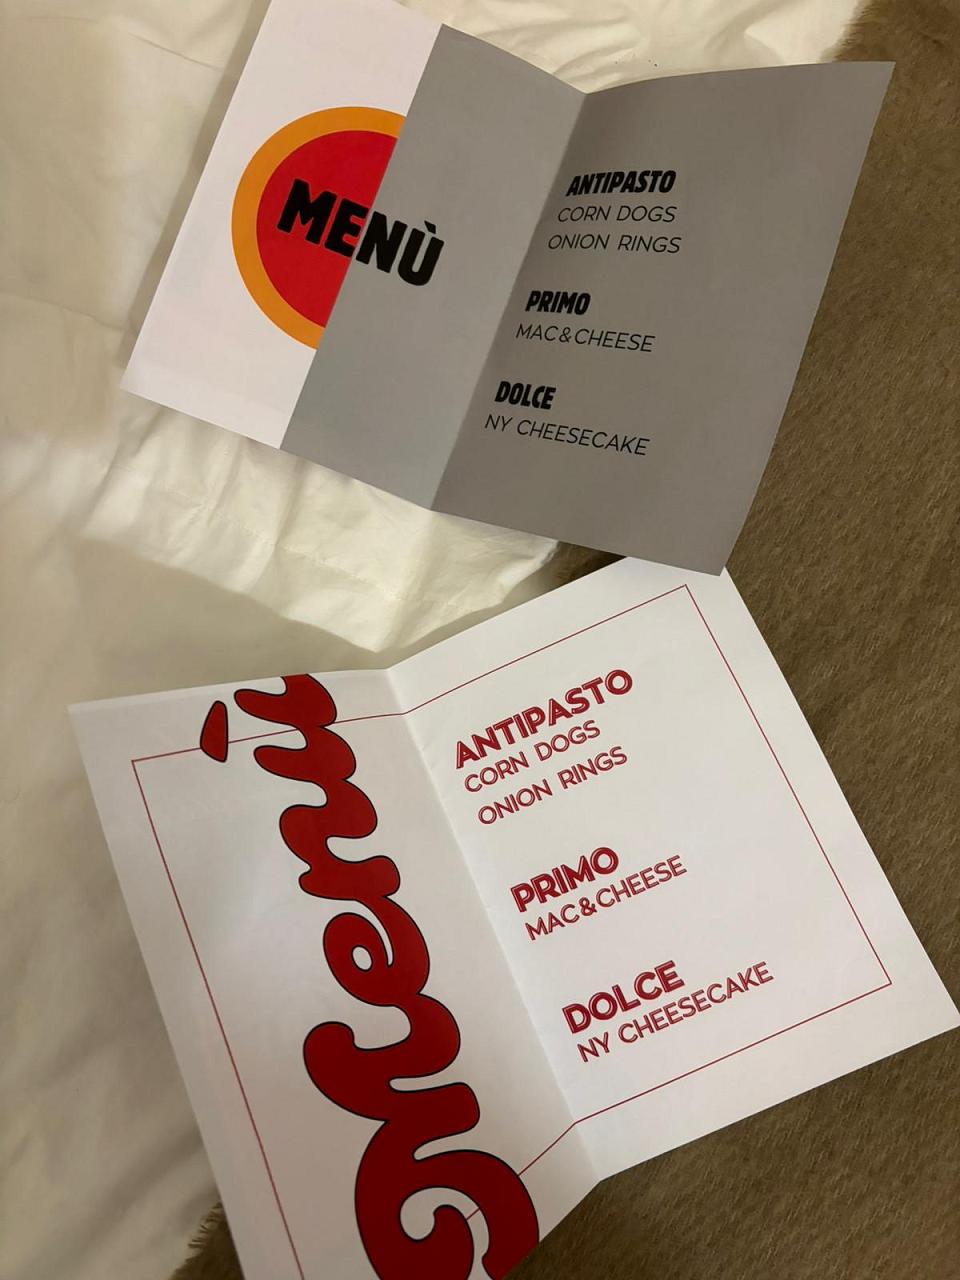 MENÙ
ANTIPASTO
CORN DOGS
ONION RINGS
PRIMO
MAC&CHEESE
DOLCE
NY CHEESECAKE
menù
ANTIPASTO
CORN DOGS
ONION RINGS
PRIMO
MAC&CHEESE
DOLCE
NY CHEESECAKE